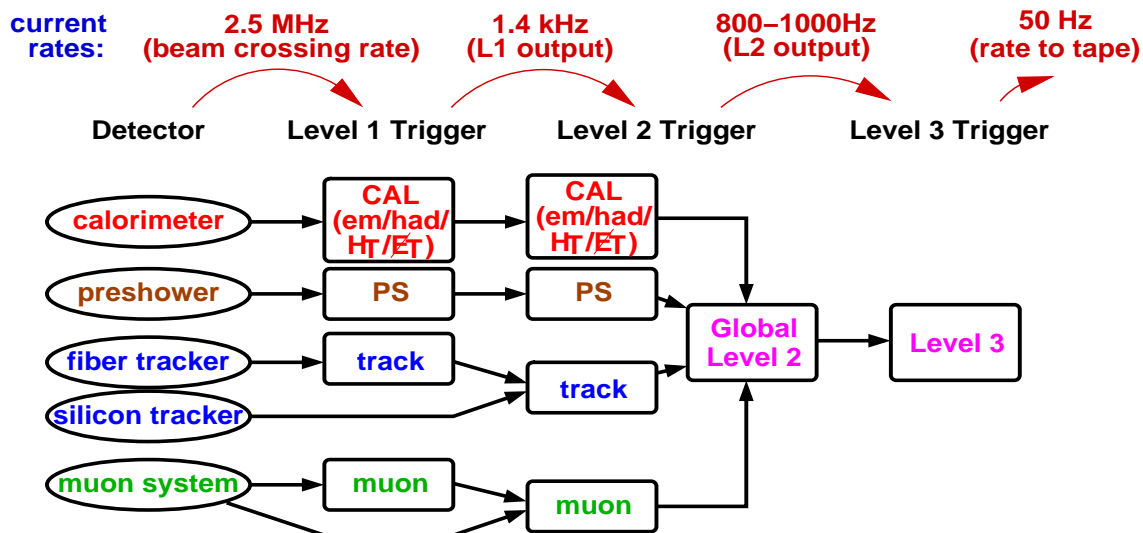 current
rates:
2.5 MHz
(beam crossing rate)
1.4 kHz
(L1 output)
800–1000Hz
(L2 output)
50 Hz
(rate to tape)
Detector
Level 1 Trigger
Level 2 Trigger
Level 3 Trigger
calorimeter
CAL
(em/had/
HT/E̸T)
CAL
(em/had/
HT/E̸T)
preshower
PS
PS
Global
Level 2
Level 3
fiber tracker
track
track
silicon tracker
muon system
muon
muon